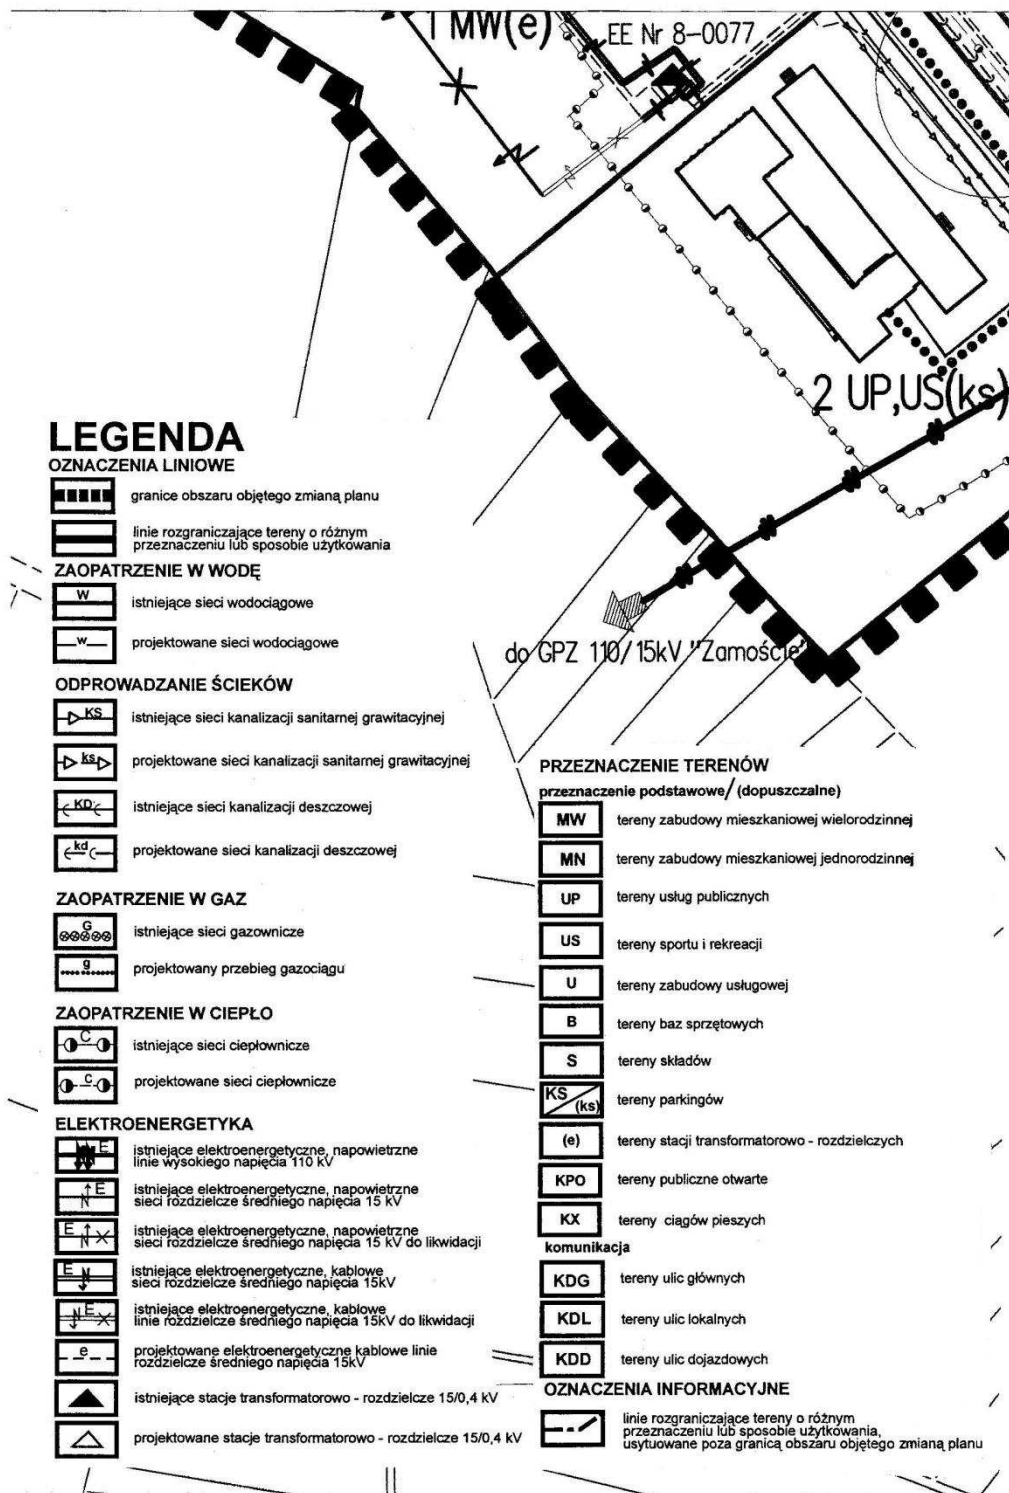 1 MW(e)
EE Nr 8-0077
2 UP,US(ks)
do GPZ 110/15kV "Zamoście"
LEGENDA
OZNACZENIA LINIOWE
granice obszaru objętego zmianą planu
linie rozgraniczające tereny o różnym
przeznaczeniu lub sposobie użytkowania
ZAOPATRZENIE W WODĘ
W
istniejące sieci wodociągowe
w
projektowane sieci wodociągowe
ODPROWADZANIE ŚCIEKÓW
KS
istniejące sieci kanalizacji sanitarnej grawitacyjnej
ks
projektowane sieci kanalizacji sanitarnej grawitacyjnej
KD
istniejące sieci kanalizacji deszczowej
kd
projektowane sieci kanalizacji deszczowej
ZAOPATRZENIE W GAZ
G
istniejące sieci gazownicze
g
projektowany przebieg gazociągu
ZAOPATRZENIE W CIEPŁO
C
istniejące sieci ciepłownicze
c
projektowane sieci ciepłownicze
ELEKTROENERGETYKA
E
istniejące elektroenergetyczne, napowietrzne
linie wysokiego napięcia 110 kV
E
istniejące elektroenergetyczne, napowietrzne
sieci rozdzielcze średniego napięcia 15 kV
E
istniejące elektroenergetyczne, napowietrzne
sieci rozdzielcze średniego napięcia 15 kV do likwidacji
E
istniejące elektroenergetyczne, kablowe
sieci rozdzielcze średniego napięcia 15kV
E
istniejące elektroenergetyczne, kablowe
linie rozdzielcze średniego napięcia 15kV do likwidacji
e
projektowane elektroenergetyczne kablowe linie
rozdzielcze średniego napięcia 15kV
istniejące stacje transformatorowo - rozdzielcze 15/0,4 kV
projektowane stacje transformatorowo - rozdzielcze 15/0,4 kV
PRZEZNACZENIE TERENÓW
przeznaczenie podstawowe/ (dopuszczalne)
MW tereny zabudowy mieszkaniowej wielorodzinnej
MN tereny zabudowy mieszkaniowej jednorodzinnej
UP tereny usług publicznych
US tereny sportu i rekreacji
U tereny zabudowy usługowej
B tereny baz sprzętowych
S tereny składów
KS (ks) tereny parkingów
(e) tereny stacji transformatorowo - rozdzielczych
KPO tereny publiczne otwarte
KX tereny ciągów pieszych
komunikacja
KDG tereny ulic głównych
KDL tereny ulic lokalnych
KDD tereny ulic dojazdowych
OZNACZENIA INFORMACYJNE
linie rozgraniczające tereny o różnym
przeznaczeniu lub sposobie użytkowania,
usytuowane poza granicą obszaru objętego zmianą planu